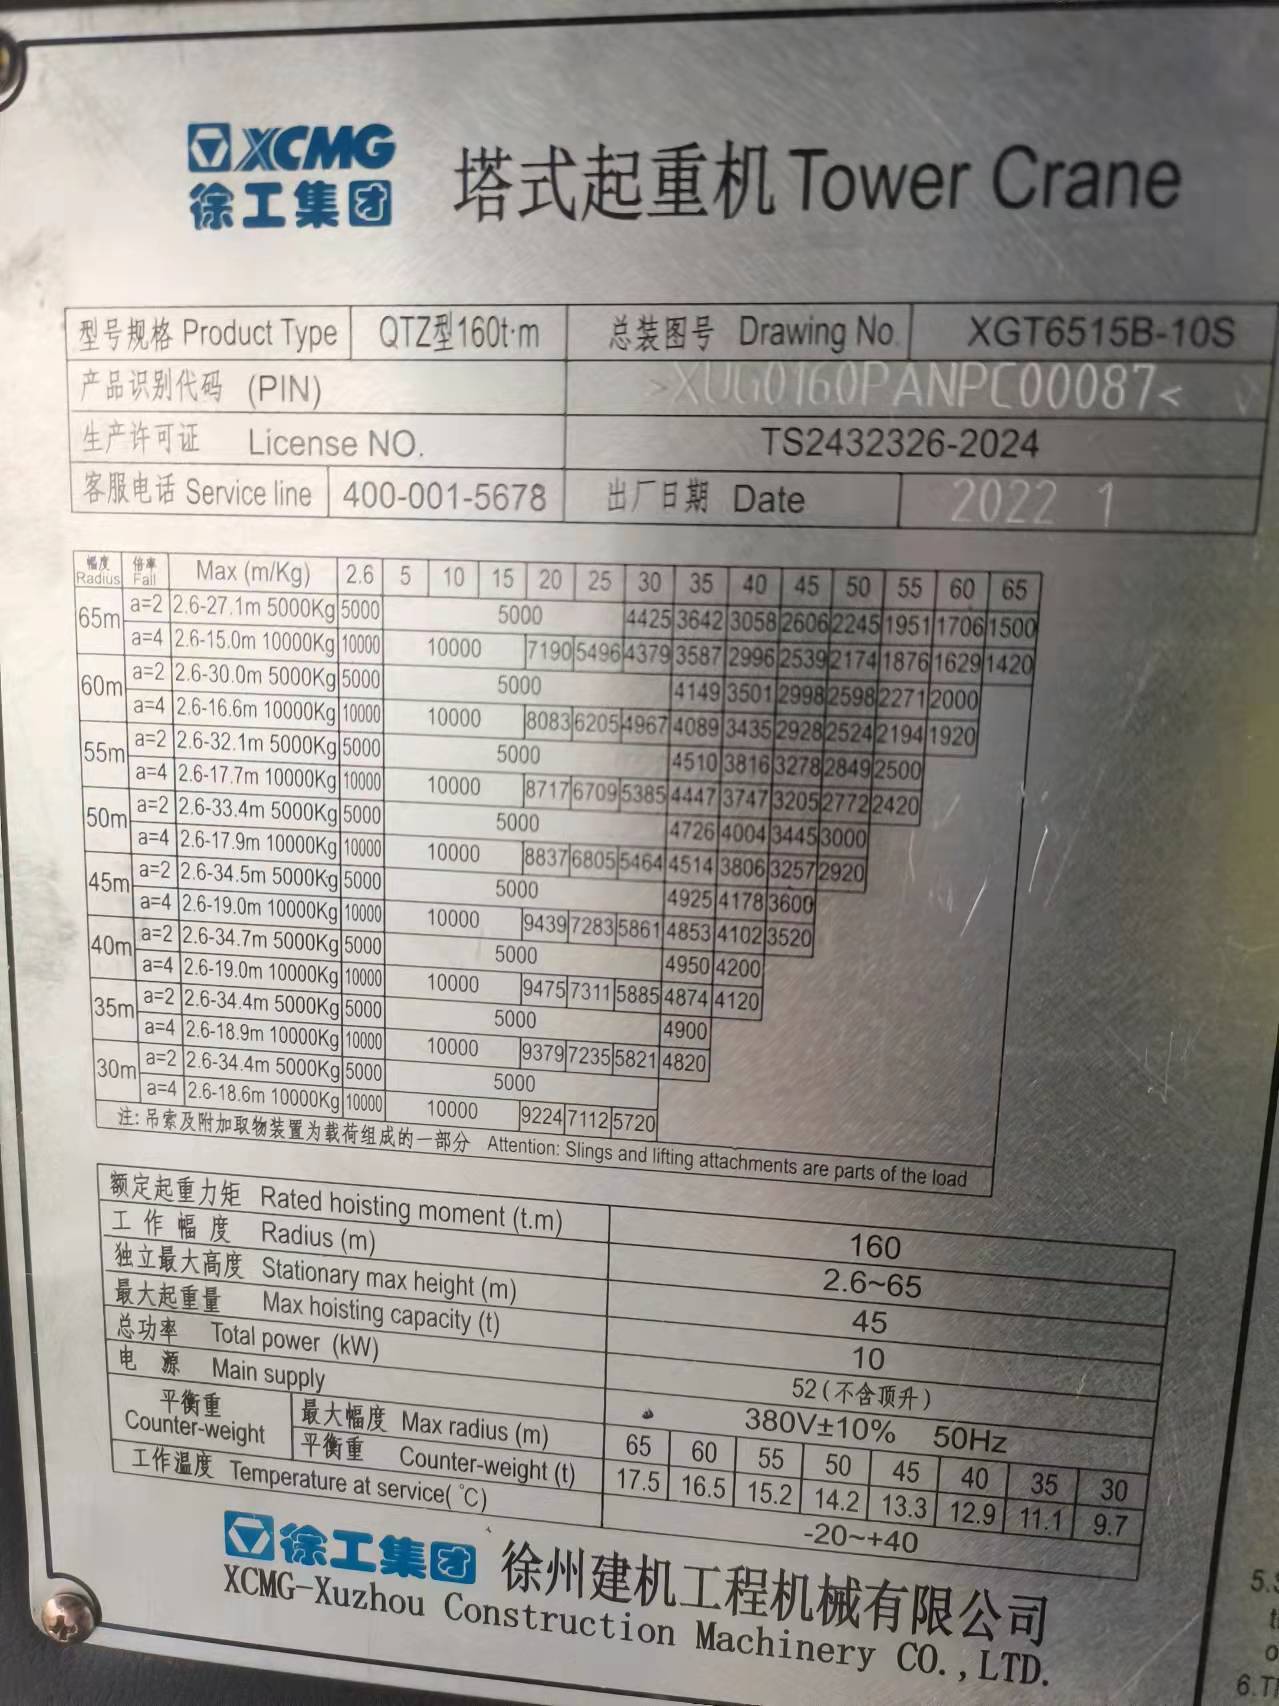 XCMG
徐工集团
塔式起重机 Tower Crane
型号规格 Product Type QTZ型160t·m 总装图号 Drawing No. XGT6515B-10S
产品识别代码 (PIN) >XUG0160PANPC00087<
生产许可证 License NO. TS2432326-2024
客服电话 Service line 400-001-5678 出厂日期 Date 2022 1
幅度 Radius 倍率 Fall Max (m/Kg) 2.6 5 10 15 20 25 30 35 40 45 50 55 60 65
65m a=2 2.6-27.1m 5000Kg 5000 5000 4425 3642 3058 2606 2245 1951 1706 1500
a=4 2.6-15.0m 10000Kg 10000 10000 7190 5496 4379 3587 2996 2539 2174 1876 1629 1420
60m a=2 2.6-30.0m 5000Kg 5000 5000 4149 3501 2998 2598 2271 2000
a=4 2.6-16.6m 10000Kg 10000 10000 8083 6205 4967 4089 3435 2928 2524 2194 1920
55m a=2 2.6-32.1m 5000Kg 5000 5000 4510 3816 3278 2849 2500
a=4 2.6-17.7m 10000Kg 10000 10000 8717 6709 5385 4447 3747 3205 2772 2420
50m a=2 2.6-33.4m 5000Kg 5000 5000 4726 4004 3445 3000
a=4 2.6-17.9m 10000Kg 10000 10000 8837 6805 5464 4514 3806 3257 2920
45m a=2 2.6-34.5m 5000Kg 5000 5000 4925 4178 3600
a=4 2.6-19.0m 10000Kg 10000 10000 9439 7283 5861 4853 4102 3520
40m a=2 2.6-34.7m 5000Kg 5000 5000 4950 4200
a=4 2.6-19.0m 10000Kg 10000 10000 9475 7311 5885 4874 4120
35m a=2 2.6-34.4m 5000Kg 5000 5000 4900
a=4 2.6-18.9m 10000Kg 10000 10000 9379 7235 5821 4820
30m a=2 2.6-34.4m 5000Kg 5000 5000
a=4 2.6-18.6m 10000Kg 10000 10000 9224 7112 5720
注:吊索及附加取物装置为载荷组成的一部分 Attention: Slings and lifting attachments are parts of the load
额定起重力矩 Rated hoisting moment (t.m) 160
工作幅度 Radius (m) 2.6~65
独立最大高度 Stationary max height (m) 45
最大起重量 Max hoisting capacity (t) 10
总功率 Total power (kW) 52(不含顶升)
电源 Main supply 380V±10% 50Hz
平衡重 Counter-weight 最大幅度 Max radius (m) 65 60 55 50 45 40 35 30
平衡重 Counter-weight (t) 17.5 16.5 15.2 14.2 13.3 12.9 11.1 9.7
工作温度 Temperature at service(℃) -20~+40
徐工集团 徐州建机工程机械有限公司
XCMG-Xuzhou Construction Machinery CO.,LTD.
5.
6.